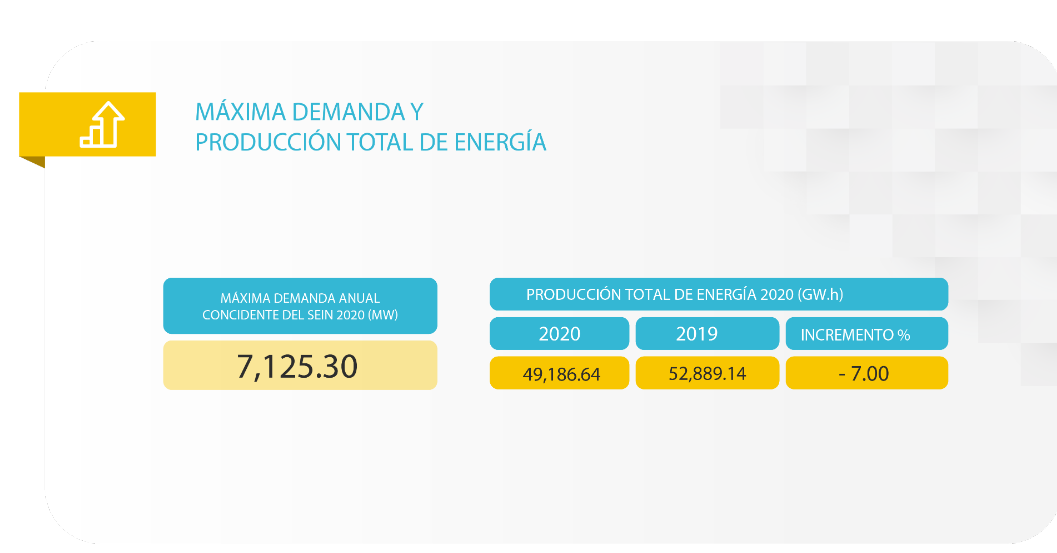 MÁXIMA DEMANDA Y
PRODUCCIÓN TOTAL DE ENERGÍA
MÁXIMA DEMANDA ANUAL
CONCIDENTE DEL SEIN 2020 (MW)
7,125.30
PRODUCCIÓN TOTAL DE ENERGÍA 2020 (GW.h)
2020 2019 INCREMENTO %
49,186.64 52,889.14 - 7.00